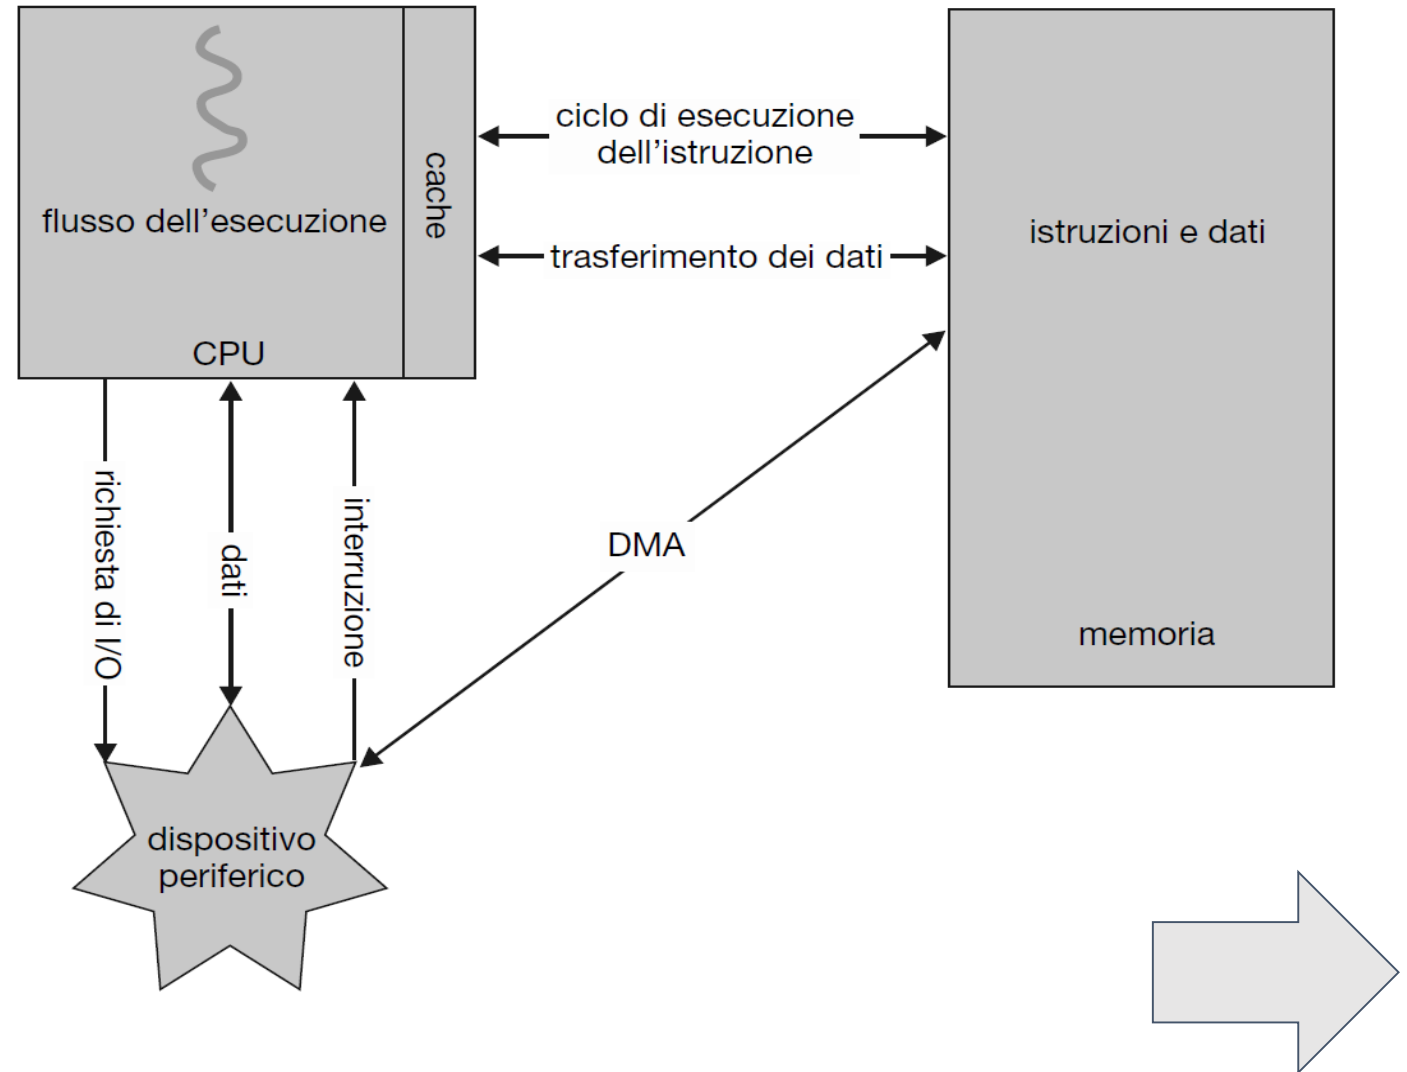 flusso dell’esecuzione
CPU
cache
ciclo di esecuzione
dell’istruzione
trasferimento dei dati
istruzioni e dati
memoria
richiesta di I/O
dati
interruzione
DMA
dispositivo
periferico